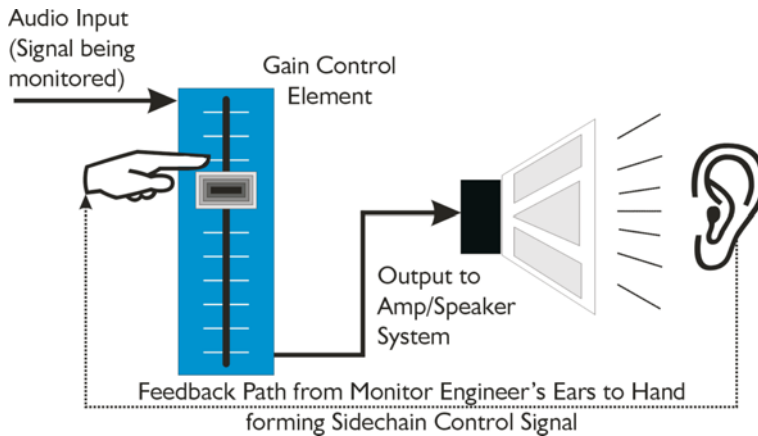 Audio Input
(Signal being
monitored)
Gain Control
Element
Output to
Amp/Speaker
System
Feedback Path from Monitor Engineer's Ears to Hand
forming Sidechain Control Signal